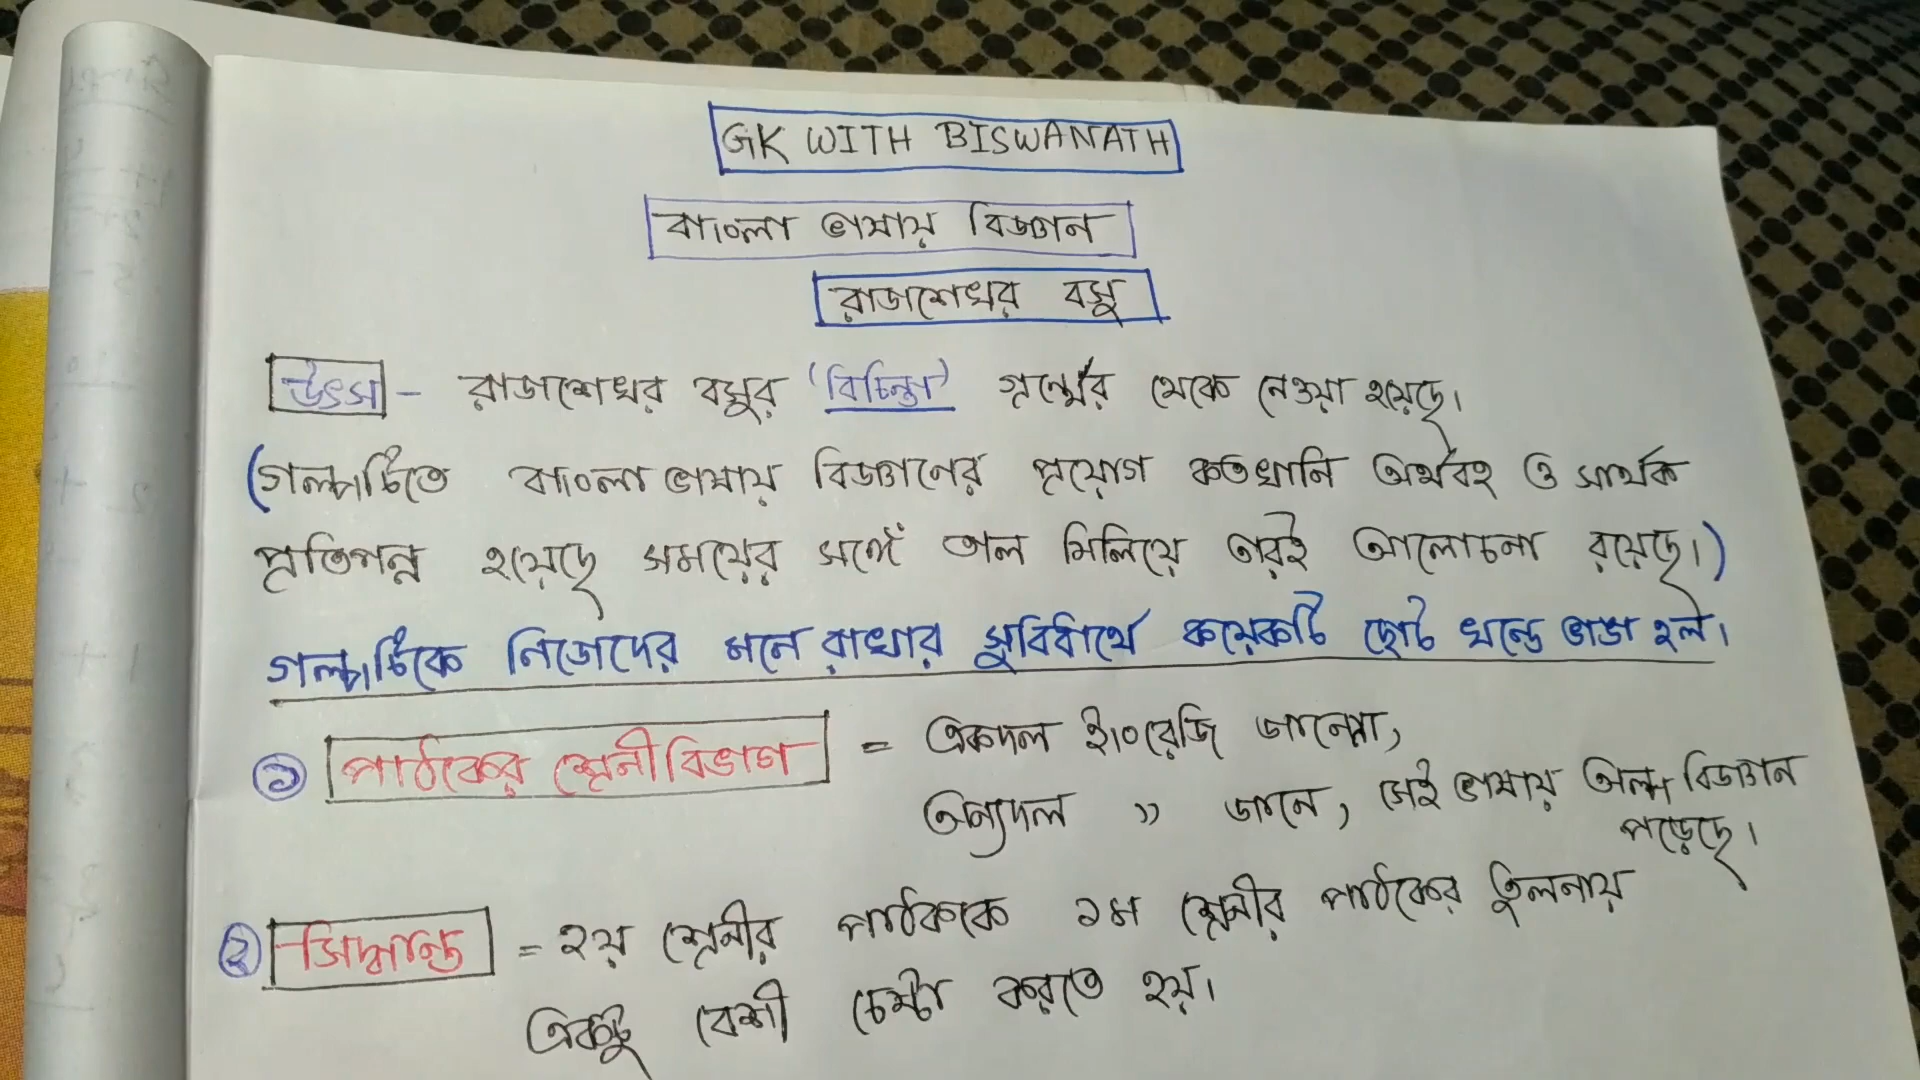 GK WITH BISWANATH
বাংলা ভাষায় বিজ্ঞান
রাজশেখর বসু
উৎস - রাজশেখর বসুর 'বিচিন্তা' গ্রন্থের থেকে নেওয়া হয়েছে।
(গল্পটিতে বাংলা ভাষায় বিজ্ঞানের প্রয়োগ কতখানি অর্থবহ ও সার্থক
প্রতিপন্ন হয়েছে সময়ের সঙ্গে তাল মিলিয়ে তারই আলোচনা রয়েছে।)
গল্পটিকে নিজেদের মনে রাখার সুবিধার্থে কয়েকটি ছোট খন্ডে ভাঙা হল।
১ পাঠকের শ্রেনীবিভাগ = একদল ইংরেজি জানেনা,
অন্যদল " জানে, সেই ভাষায় অল্প বিজ্ঞান
পড়েছে।
২ সিদ্ধান্ত = ২য় শ্রেনীর পাঠককে ১ম শ্রেনীর পাঠকের তুলনায়
একটু বেশী চেষ্টা করতে হয়।